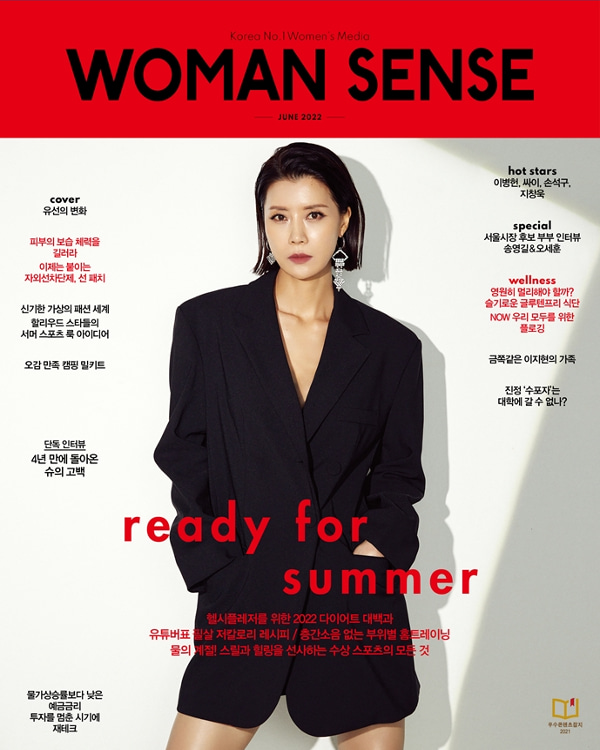 Korea No.1 Women's Media
WOMAN SENSE
JUNE 2022
cover
유선의 변화
피부의 보습 체력을
길러라
이제는 붙이는
자외선차단제, 선 패치
신기한 가상의 패션 세계
할리우드 스타들의
서머 스포츠 룩 아이디어
오감 만족 캠핑 밀키트
단독 인터뷰
4년 만에 돌아온
슈의 고백
hot stars
이병헌, 싸이, 손석구,
지창욱
special
서울시장 후보 부부 인터뷰
송영길&오세훈
wellness
영원히 멀리해야 할까?
슬기로운 글루텐프리 식단
NOW 우리 모두를 위한
플로깅
금쪽같은 이지현의 가족
진정 '수포자'는
대학에 갈 수 없나?
ready for
summer
헬시플레저를 위한 2022 다이어트 대백과
유튜버표 필살 저칼로리 레시피 / 층간소음 없는 부위별 홈트레이닝
물의 계절! 스릴과 힐링을 선사하는 수상 스포츠의 모든 것
물가상승률보다 낮은
예금금리
투자를 멈춘 시기에
재테크
우수콘텐츠잡지
2021